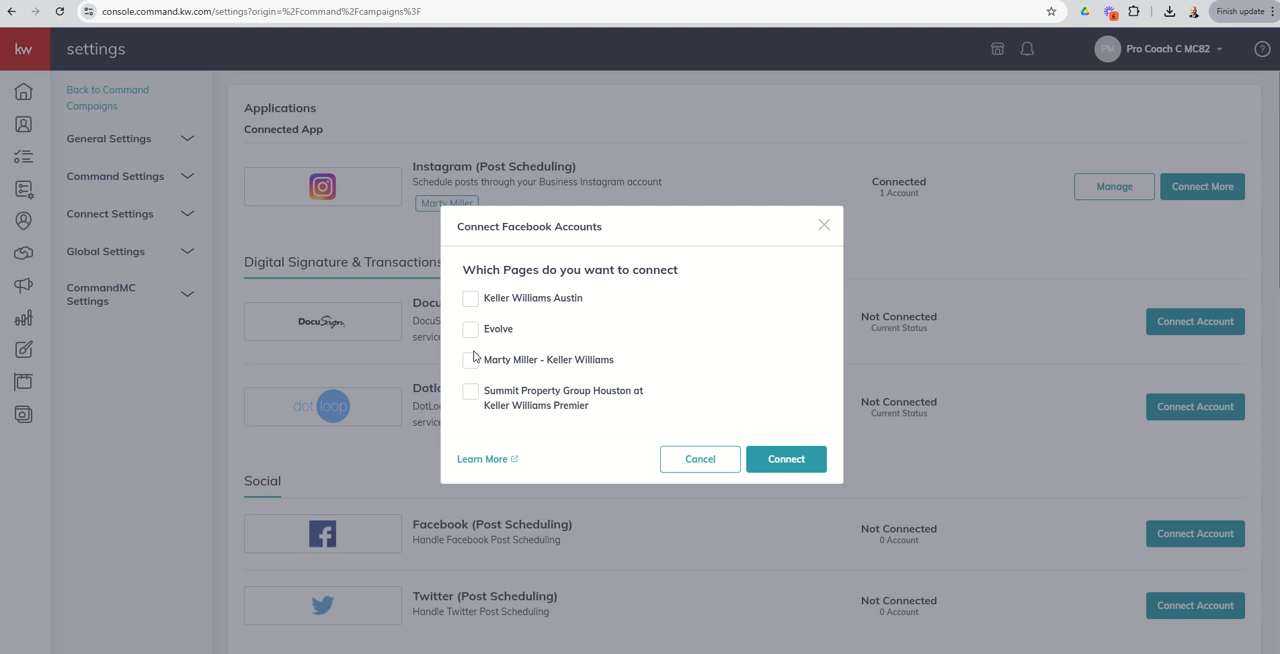 console.command.kw.com/settings?origin=%2Fcommand%2Fcampaigns%3F
6
Finish update
kw
settings
PM
Pro Coach C MC82
?
Back to Command
Campaigns
General Settings
Command Settings
Connect Settings
Global Settings
CommandMC
Settings
Applications
Connected App
Instagram (Post Scheduling)
Schedule posts through your Business Instagram account
Marty Miller
Connected
1 Account
Manage
Connect More
Digital Signature & Transactions
DocuSign
Docu
DocuS
servic
Not Connected
Current Status
Connect Account
dot loop
Dotlo
DotLo
servic
Not Connected
Current Status
Connect Account
Connect Facebook Accounts
Which Pages do you want to connect
Keller Williams Austin
Evolve
Marty Miller - Keller Williams
Summit Property Group Houston at
Keller Williams Premier
Learn More
Cancel
Connect
Social
Facebook (Post Scheduling)
Handle Facebook Post Scheduling
Not Connected
0 Account
Connect Account
Twitter (Post Scheduling)
Handle Twitter Post Scheduling
Not Connected
0 Account
Connect Account